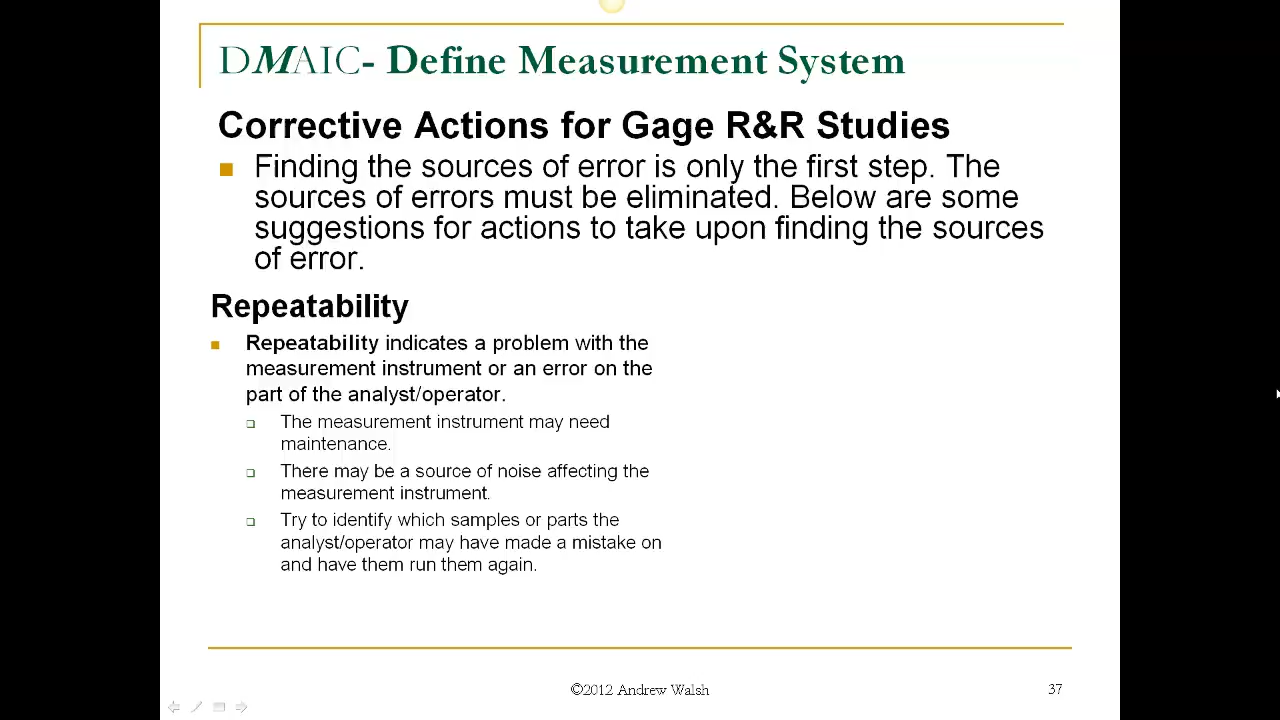 DMAIC- Define Measurement System
Corrective Actions for Gage R&R Studies
Finding the sources of error is only the first step. The
sources of errors must be eliminated. Below are some
suggestions for actions to take upon finding the sources
of error.
Repeatability
Repeatability indicates a problem with the
measurement instrument or an error on the
part of the analyst/operator.
The measurement instrument may need
maintenance.
There may be a source of noise affecting the
measurement instrument.
Try to identify which samples or parts the
analyst/operator may have made a mistake on
and have them run them again.
©2012 Andrew Walsh
37